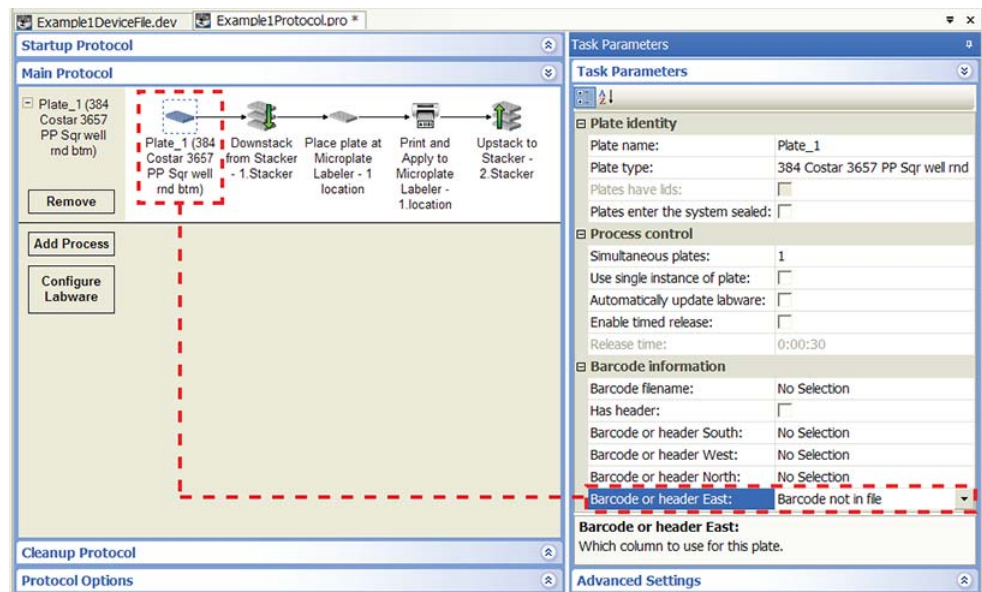 Example1DeviceFile.dev
Example1Protocol.pro *
Startup Protocol
Main Protocol
Plate_1 (384
Costar 3657
PP Sqr well
rnd btm)
Remove
Plate_1 (384
Costar 3657
PP Sqr well
rnd btm)
Downstack
from Stacker
- 1.Stacker
Place plate at
Microplate
Labeler - 1
location
Print and
Apply to
Microplate
Labeler -
1.location
Upstack to
Stacker -
2.Stacker
Add Process
Configure
Labware
Cleanup Protocol
Protocol Options
Task Parameters
Task Parameters
Plate identity
Plate name: Plate_1
Plate type: 384 Costar 3657 PP Sqr well rnd
Plates have lids:
Plates enter the system sealed:
Process control
Simultaneous plates: 1
Use single instance of plate:
Automatically update labware:
Enable timed release:
Release time: 0:00:30
Barcode information
Barcode filename: No Selection
Has header:
Barcode or header South: No Selection
Barcode or header West: No Selection
Barcode or header North: No Selection
Barcode or header East: Barcode not in file
Barcode or header East:
Which column to use for this plate.
Advanced Settings